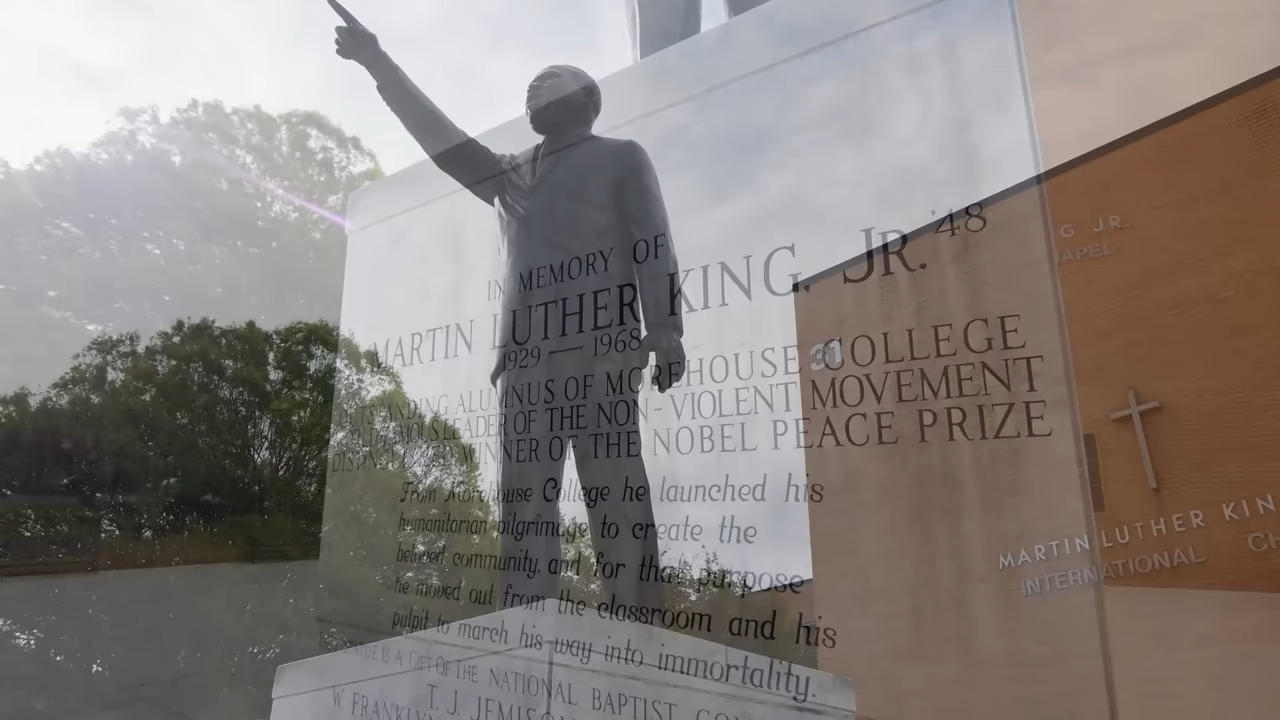 IN MEMORY OF
MARTIN LUTHER KING, JR. '48
1929 — 1968
OUTSTANDING ALUMNUS OF MOREHOUSE COLLEGE
LEADER OF THE NON-VIOLENT MOVEMENT
WINNER OF THE NOBEL PEACE PRIZE
From Morehouse College he launched his
humanitarian pilgrimage to create the
beloved community, and for that purpose
he moved out from the classroom and his
pulpit to march his way into immortality.
IS A GIFT OF THE NATIONAL BAPTIST
T. J. JEMISON
W. FRANKLYN
G JR.
APEL
MARTIN LUTHER KIN
INTERNATIONAL CH